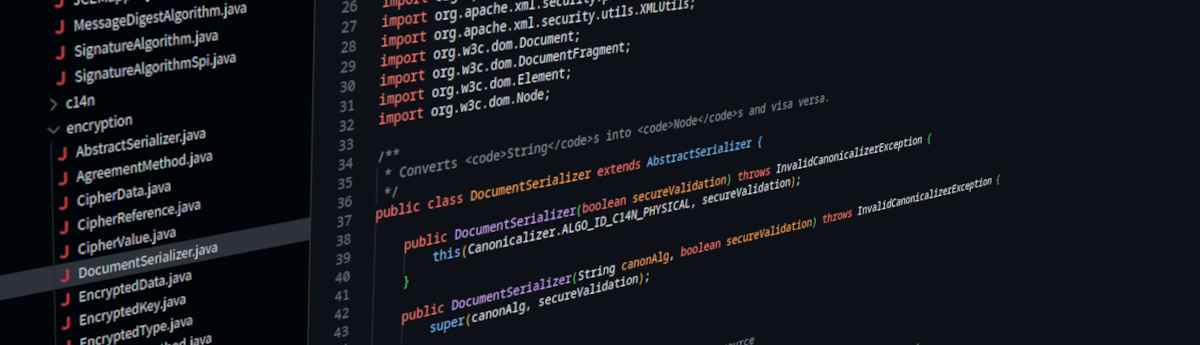 MessageDigestAlgorithm.java
SignatureAlgorithm.java
SignatureAlgorithmSpi.java
c14n
encryption
AbstractSerializer.java
AgreementMethod.java
CipherData.java
CipherReference.java
CipherValue.java
DocumentSerializer.java
EncryptedData.java
EncryptedKey.java
EncryptedType.java
26 import
27 import org.apache.xml.security.
28 import org.apache.xml.security.utils.XMLUtils;
29 import org.w3c.dom.Document;
30 import org.w3c.dom.DocumentFragment;
31 import org.w3c.dom.Element;
32 import org.w3c.dom.Node;
33
34 /**
35 * Converts <code>String</code>s into <code>Node</code>s and visa versa.
36 */
37 public class DocumentSerializer extends AbstractSerializer {
38
39 public DocumentSerializer(boolean secureValidation) throws InvalidCanonicalizerException {
40 this(Canonicalizer.ALGO_ID_C14N_PHYSICAL, secureValidation);
41 }
42
43 public DocumentSerializer(String canonAlg, boolean secureValidation) throws InvalidCanonicalizerException {
super(canonAlg, secureValidation);